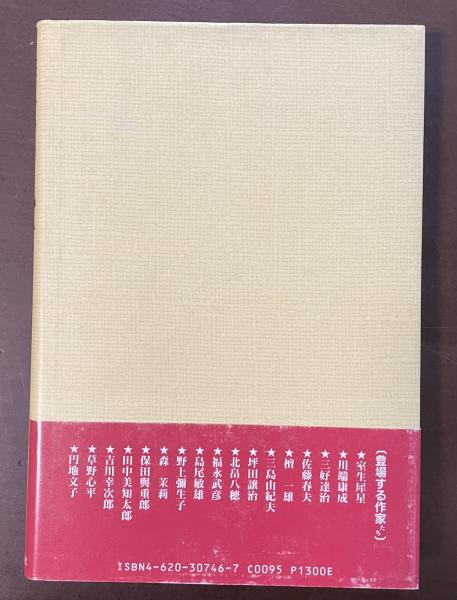 〔登場する作家たち〕
★室生犀星
★川端康成
★三好達治
★佐藤春夫
★檀 一雄
★三島由紀夫
★坪田譲治
★北畠八穂
★福永武彦
★島尾敏雄
★野上彌生子
★森 茉莉
★保田與重郎
★田中美知太郎
★吉川幸次郎
★草野心平
★円地文子
ISBN4-620-30746-7 C0095 P1300E